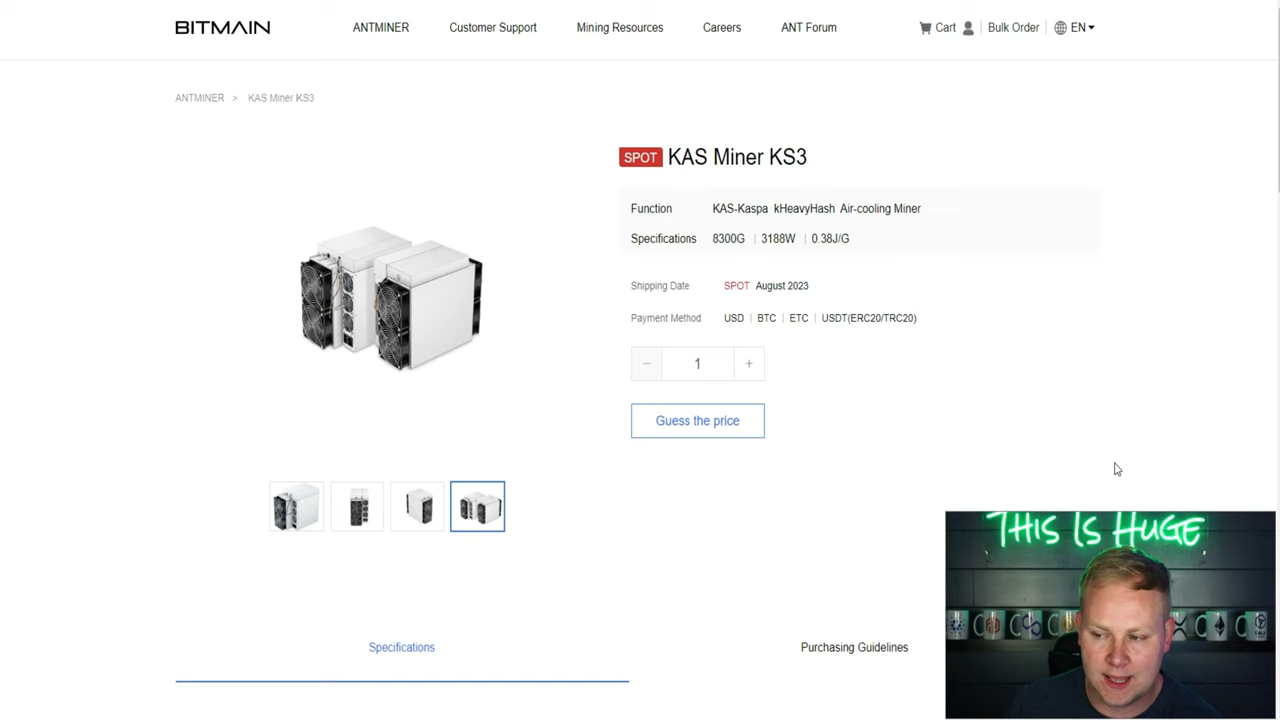 BITMAIN
ANTMINER Customer Support Mining Resources Careers ANT Forum Cart Bulk Order EN
ANTMINER > KAS Miner KS3
SPOT KAS Miner KS3
Function KAS-Kaspa kHeavyHash Air-cooling Miner
Specifications 8300G | 3188W | 0.38J/G
Shipping Date SPOT August 2023
Payment Method USD | BTC | ETC | USDT(ERC20/TRC20)
− 1 +
Guess the price
THIS IS HUGE
Specifications Purchasing Guidelines